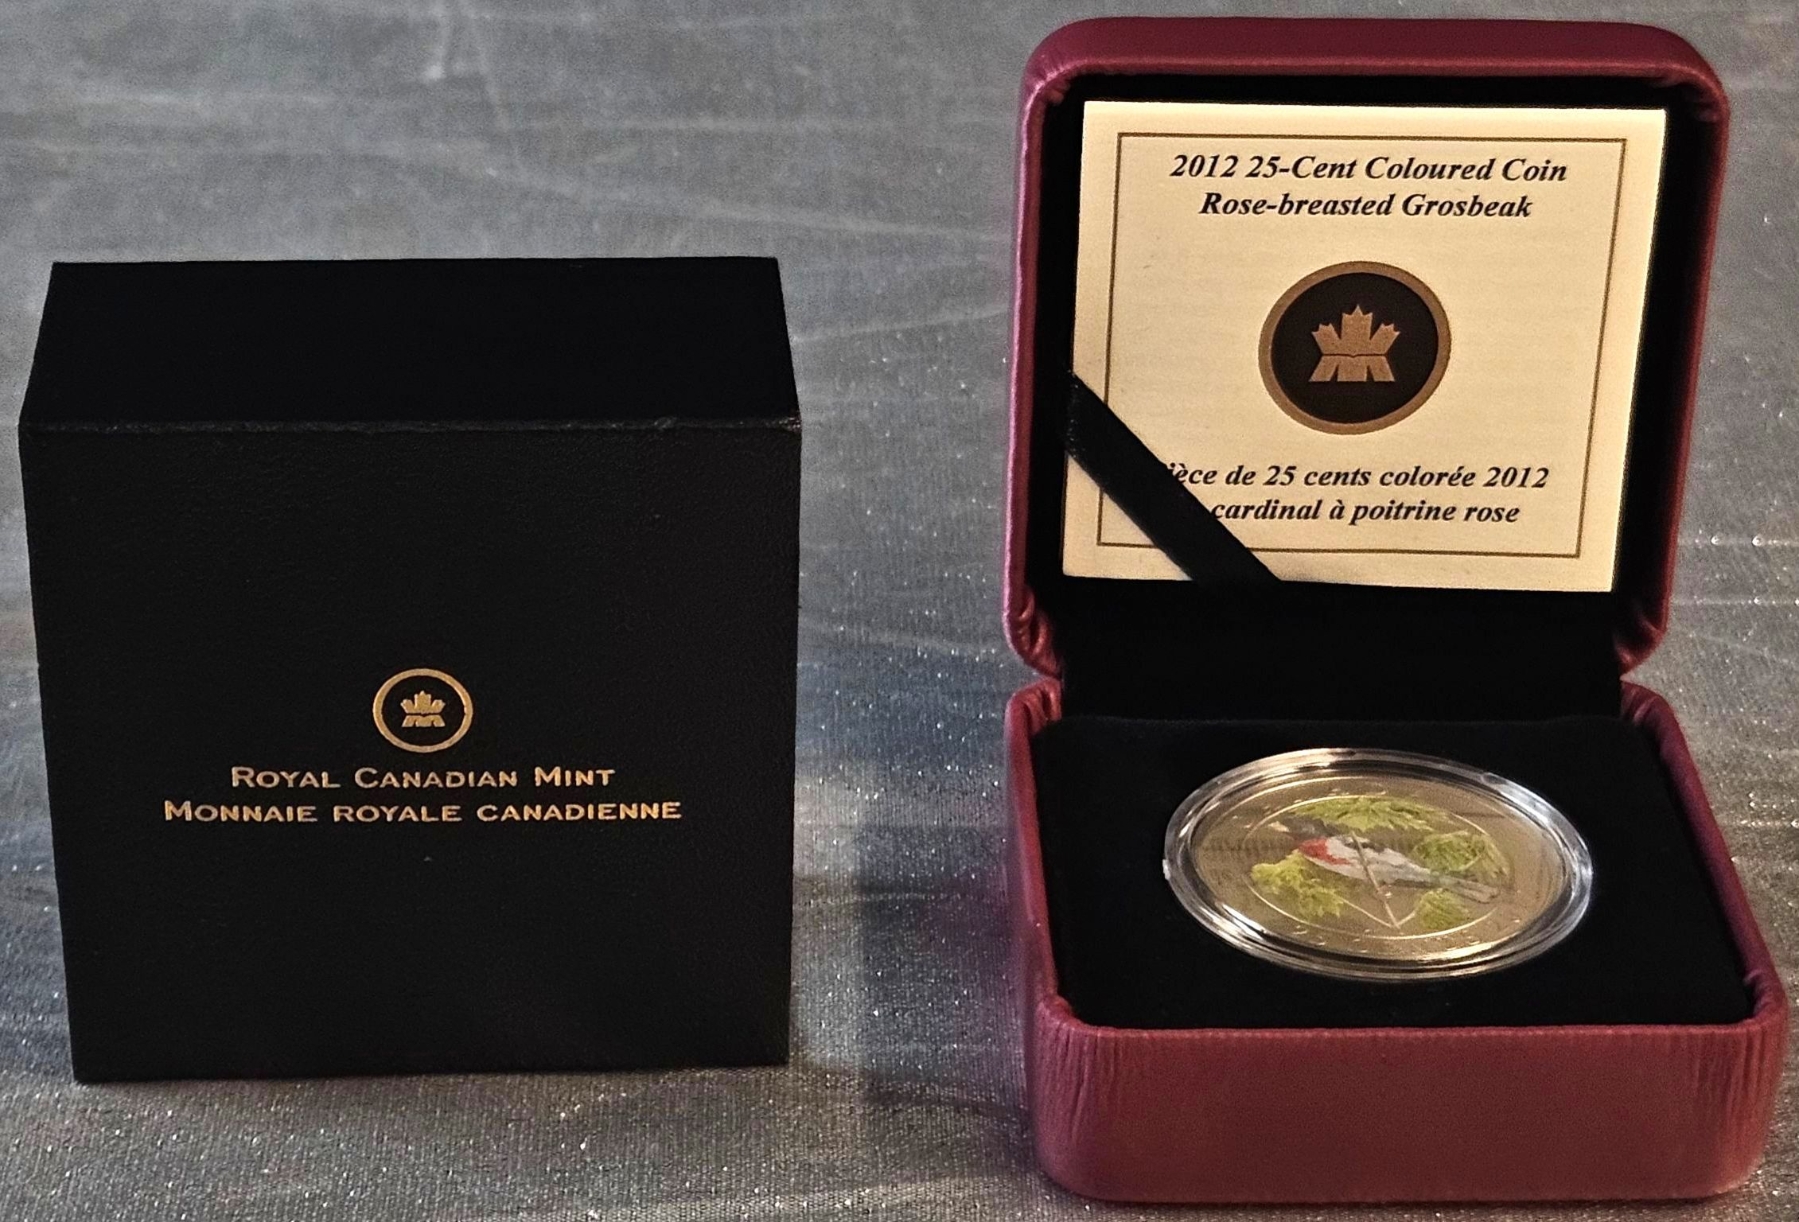 ROYAL CANADIAN MINT
MONNAIE ROYALE CANADIENNE
2012 25-Cent Coloured Coin
Rose-breasted Grosbeak
ièce de 25 cents colorée 2012
cardinal à poitrine rose